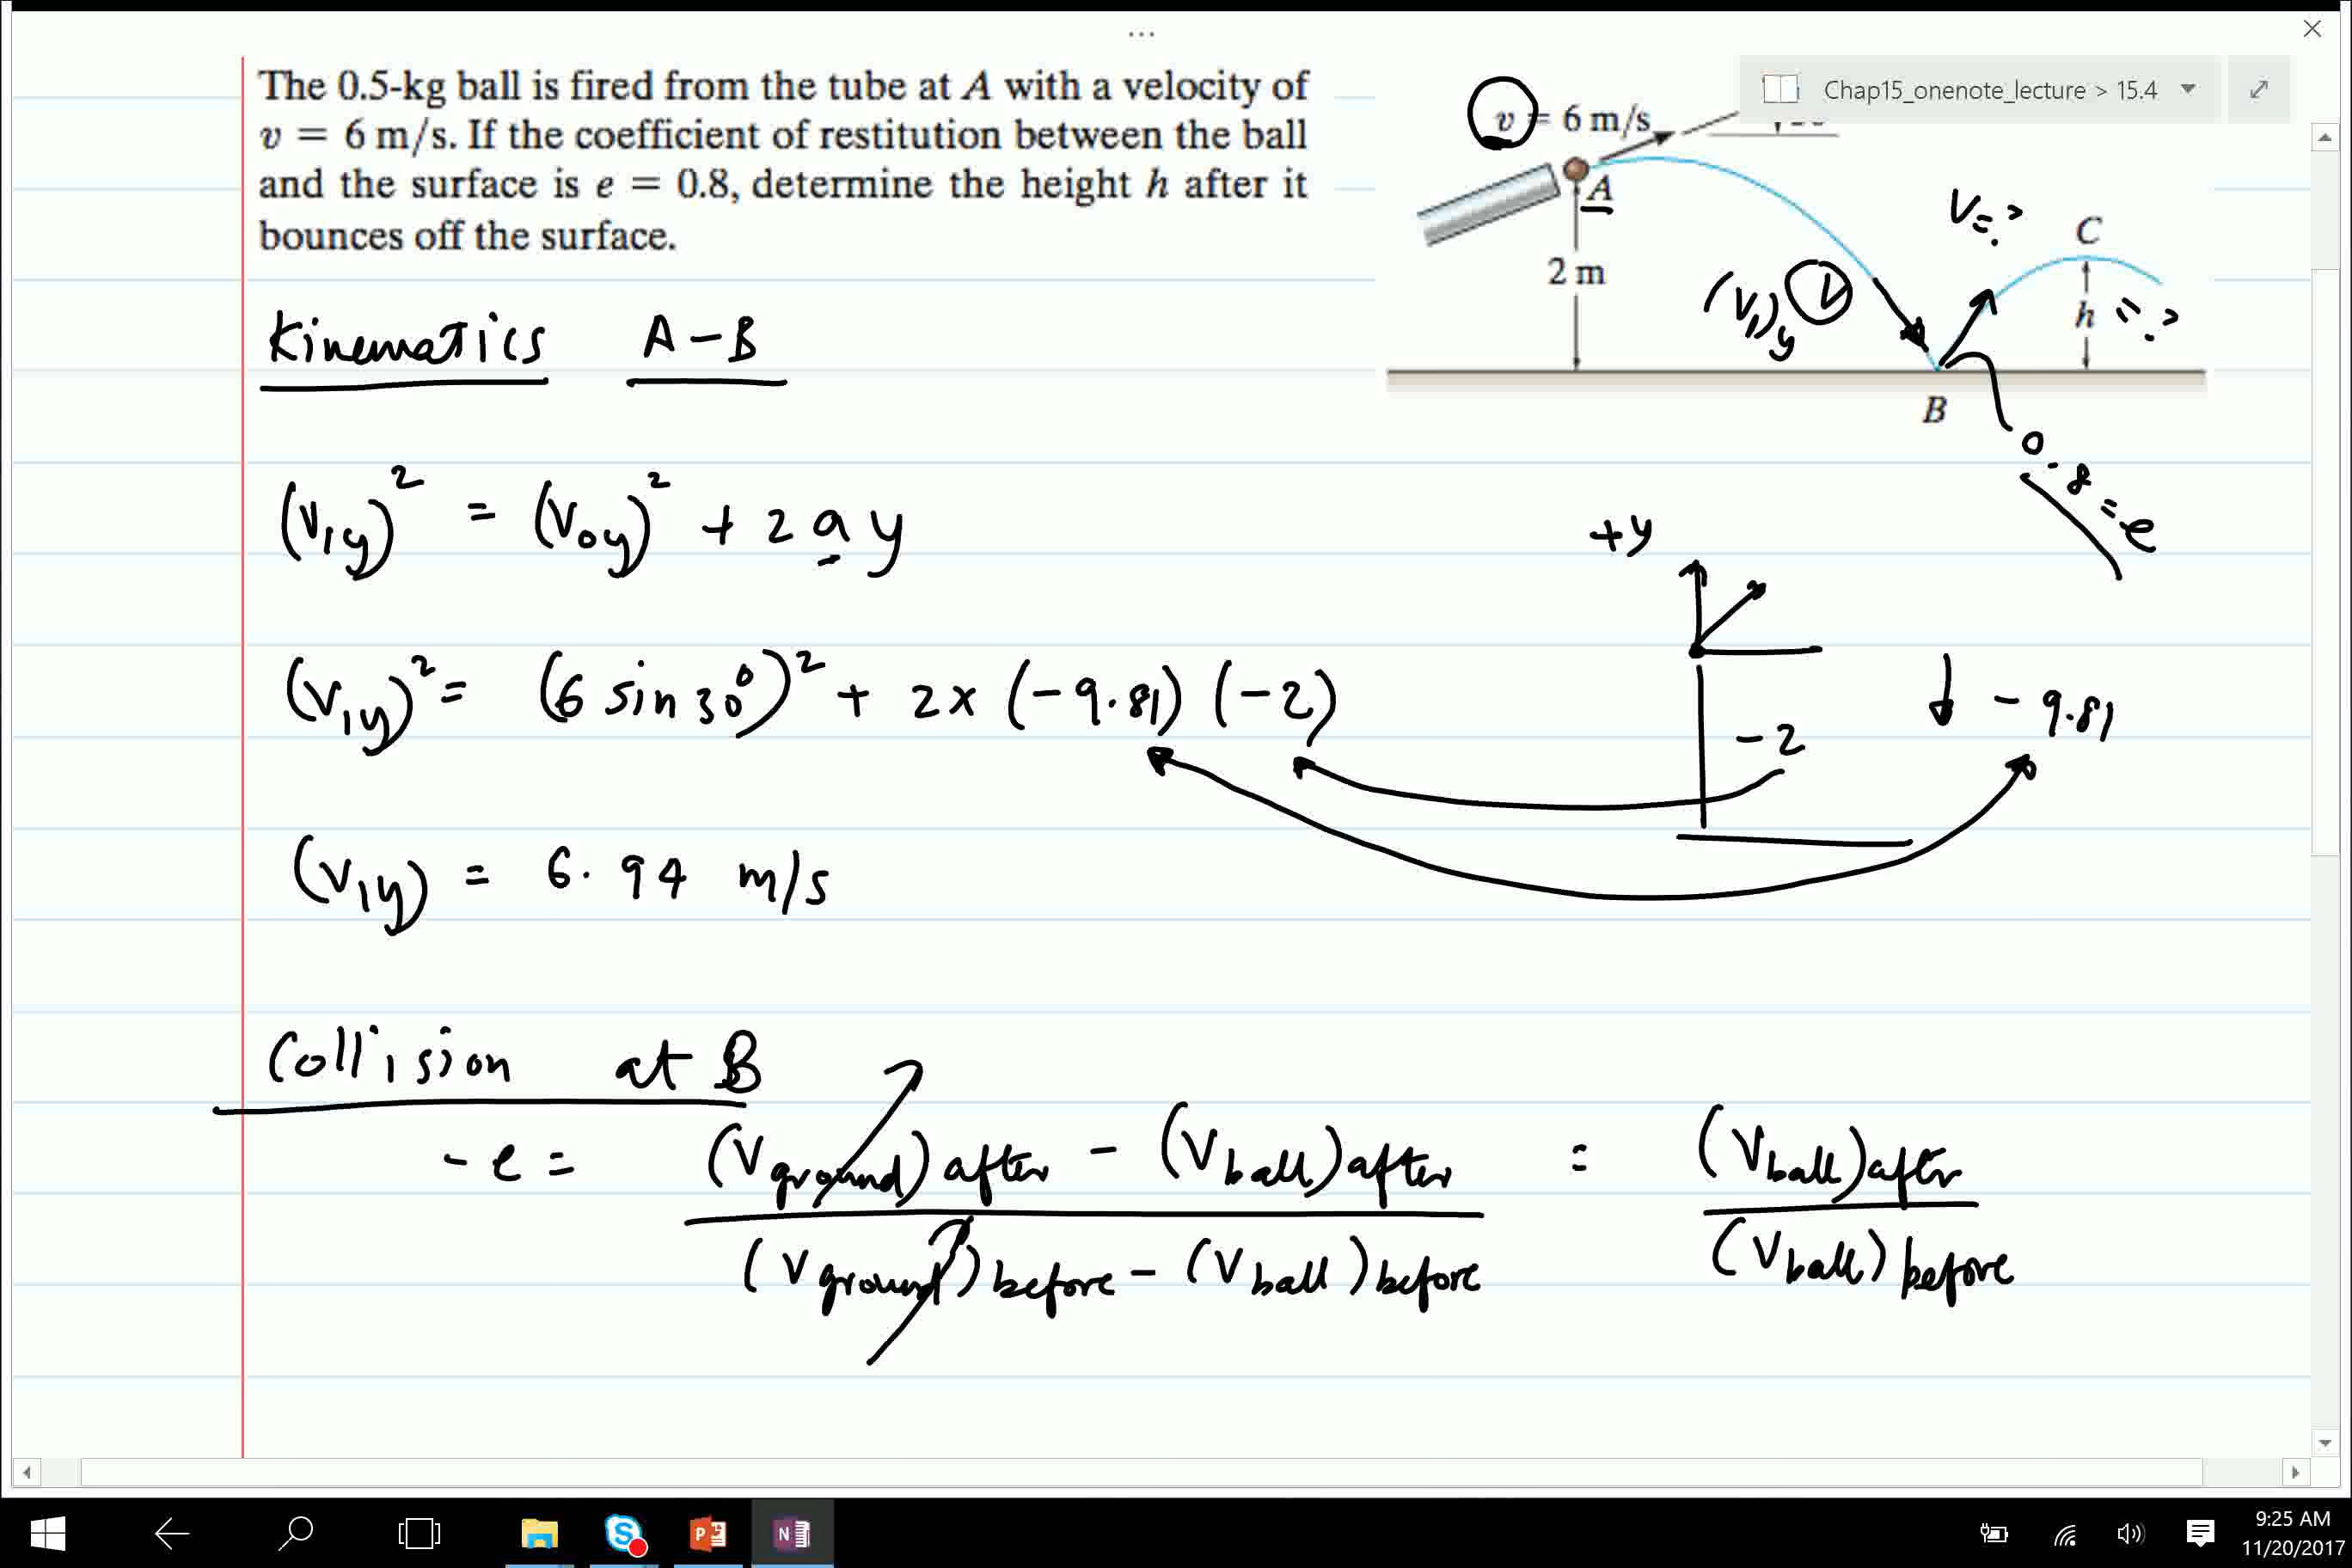 ...
The 0.5-kg ball is fired from the tube at A with a velocity of
v = 6 m/s. If the coefficient of restitution between the ball
and the surface is e = 0.8, determine the height h after it
bounces off the surface.
Chap15_onenote_lecture > 15.4
v = 6 m/s
A
2 m
V=?
C
(V₁)y V
h =?
B
0.8 = e
Kinematics A-B
(V₁y)² = (V₀y)² + 2 a y
+y
(V₁y)² = (6 sin 30°)² + 2 x (-9.81) (-2)
-2
-9.81
(V₁y) = 6.94 m/s
Collision at B
- e = (Vground) after - (Vball) after = (Vball) after
(Vground) before - (Vball) before (Vball) before
9:25 AM
11/20/2017